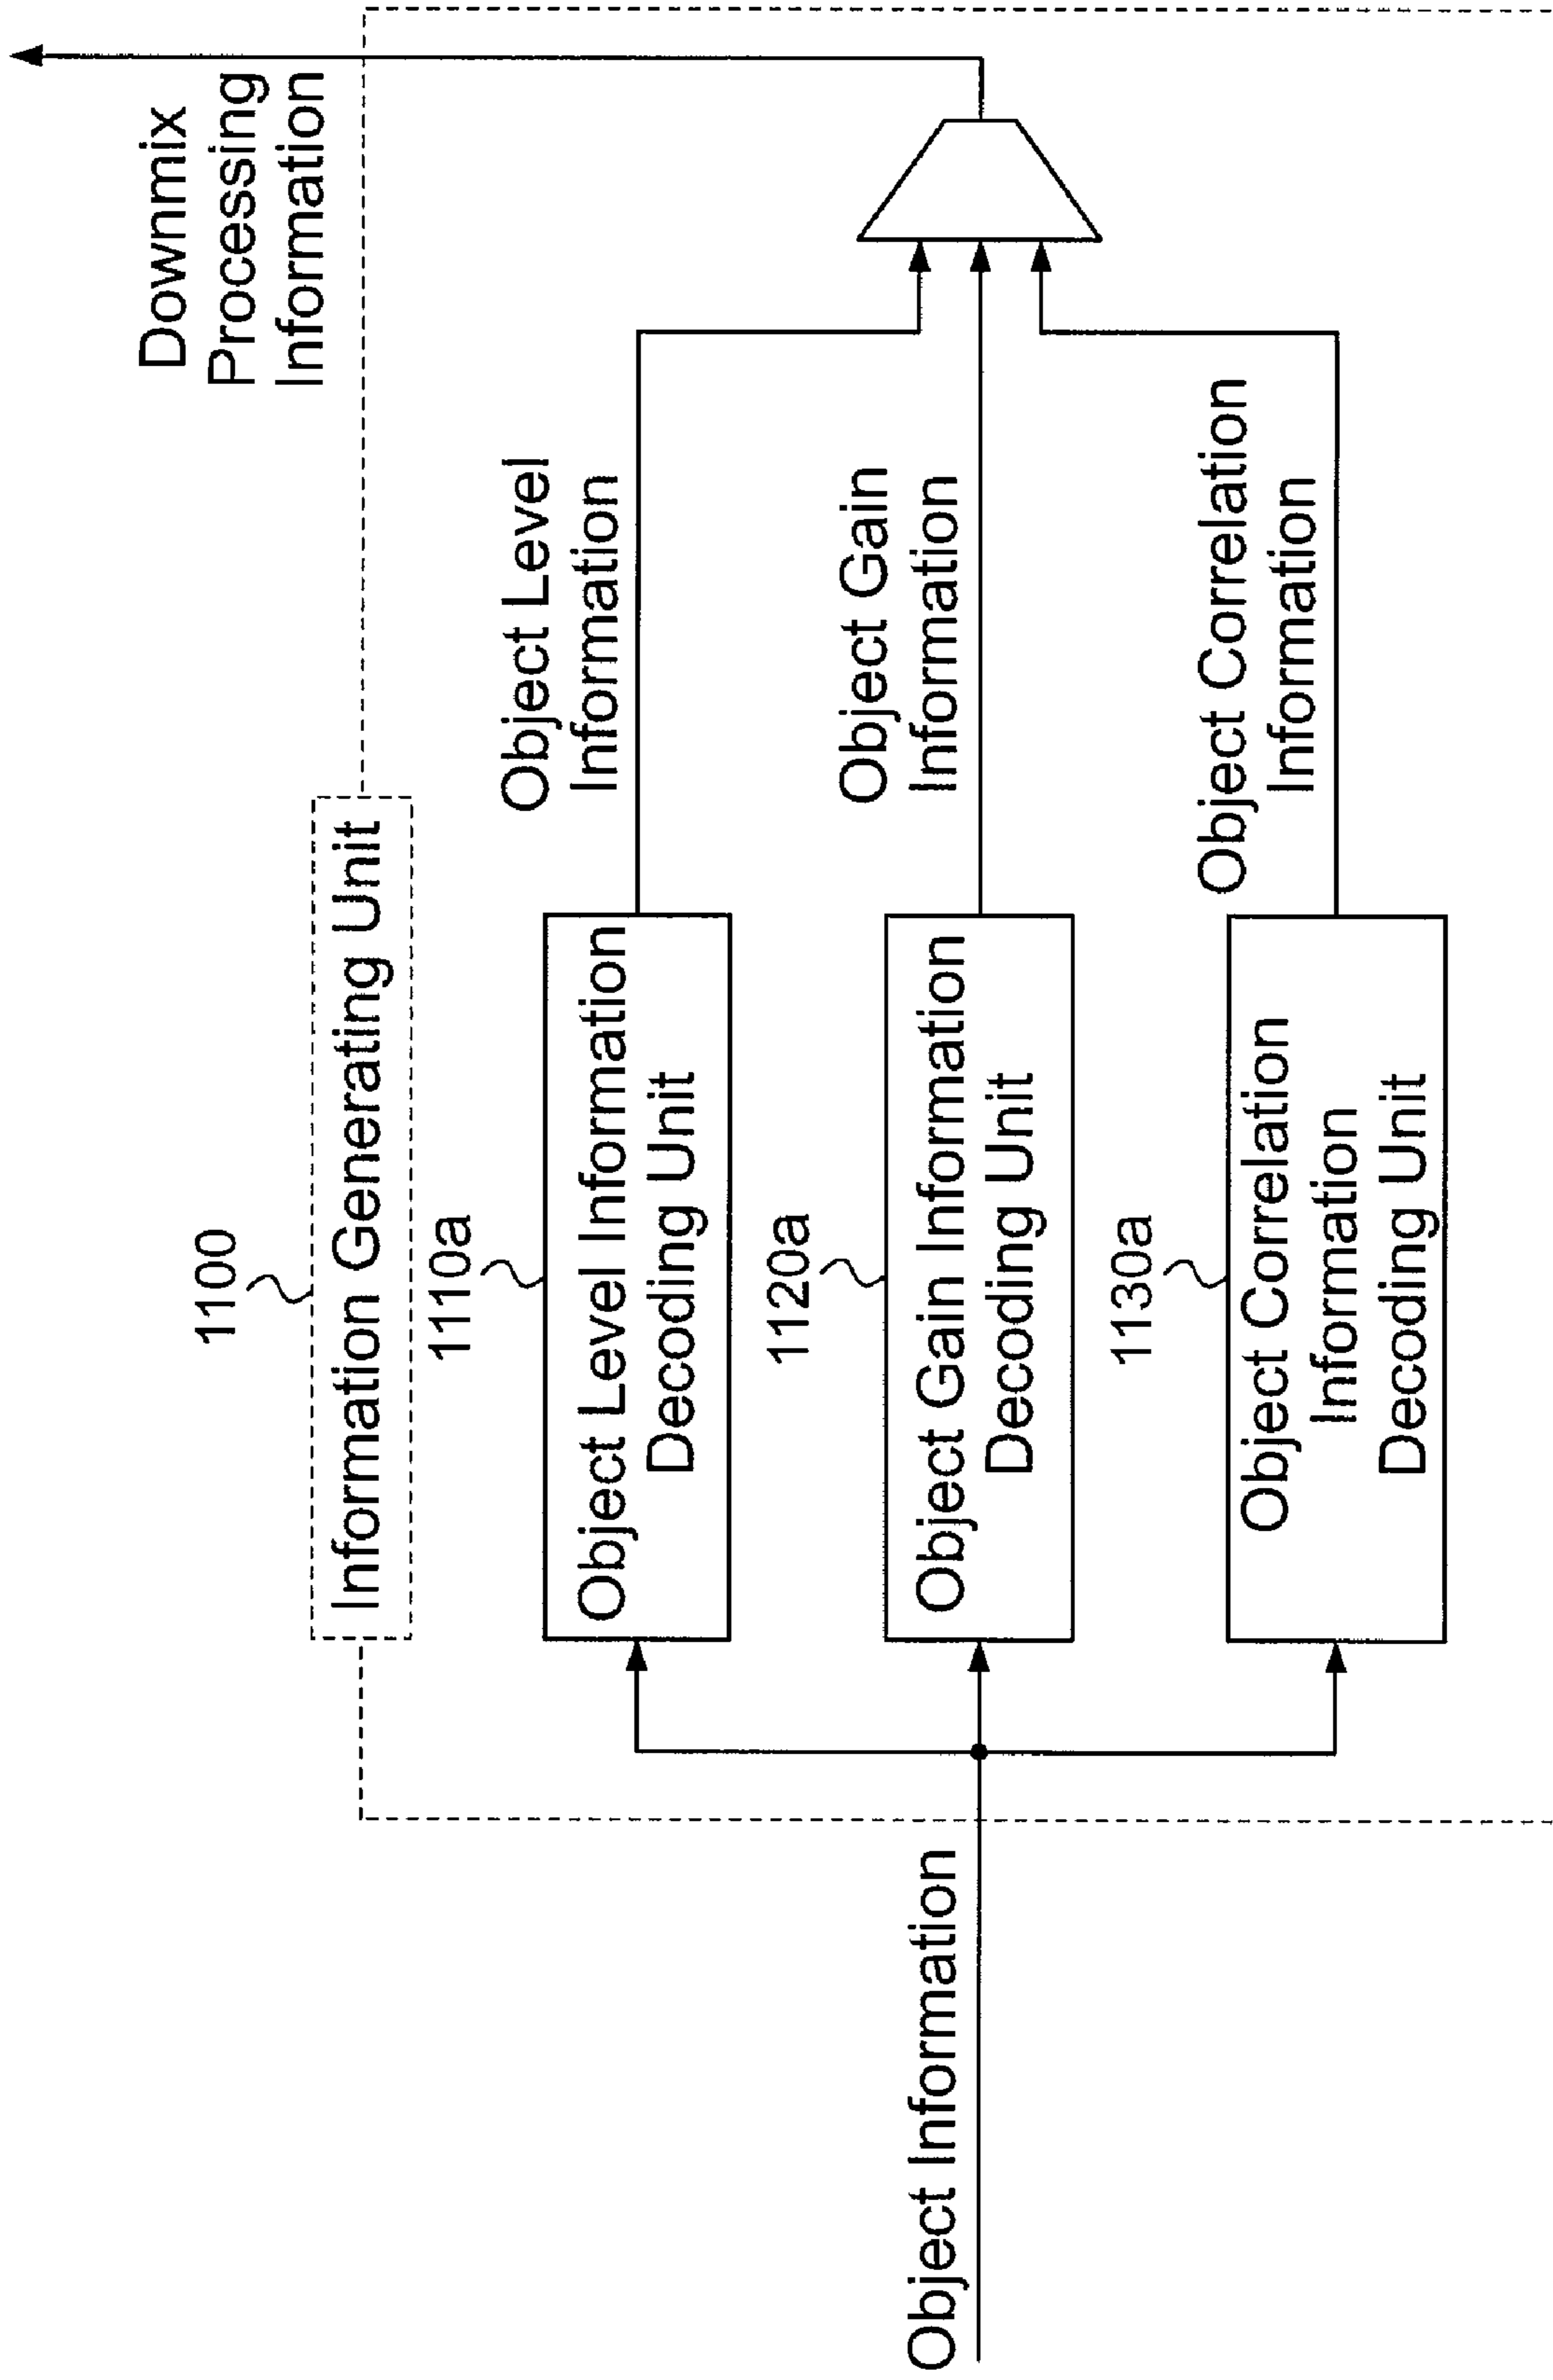 Downmix
Processing
Information
1100
Information Generating Unit
1110a
Object Level Information
Decoding Unit
Object Level
Information
1120a
Object Gain Information
Decoding Unit
Object Gain
Information
Object Information
1130a
Object Correlation
Information
Decoding Unit
Object Correlation
Information